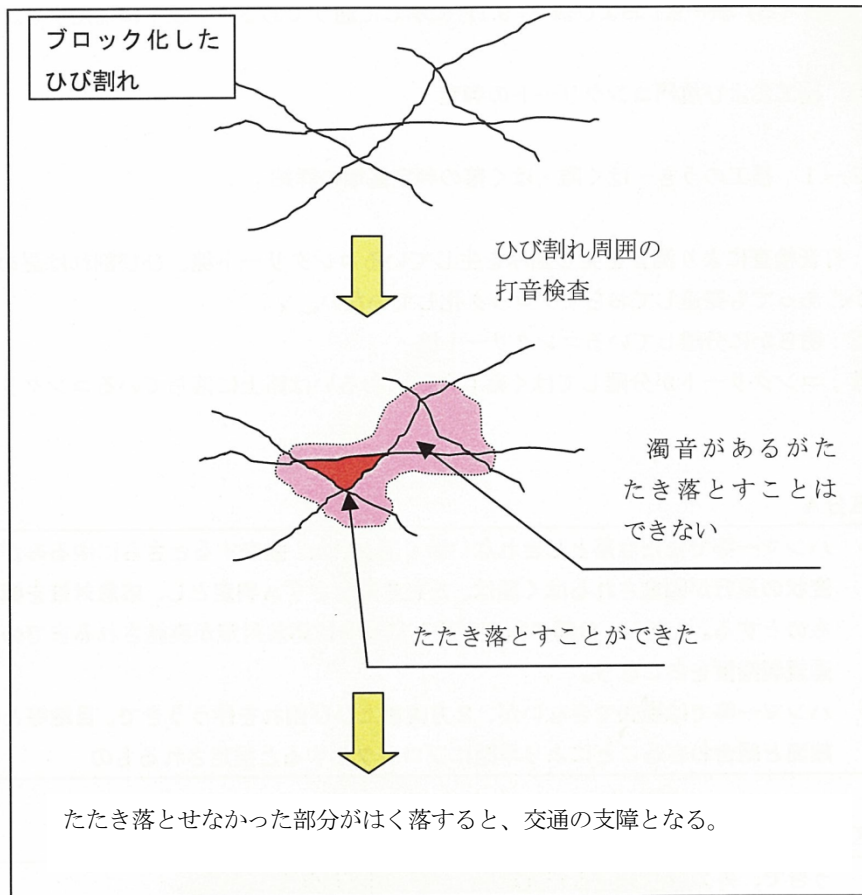 ブロック化した
ひび割れ
ひび割れ周囲の
打音検査
濁音があるがた
たき落とすことは
できない
たたき落とすことができた
たたき落とせなかった部分がはく落すると、交通の支障となる。